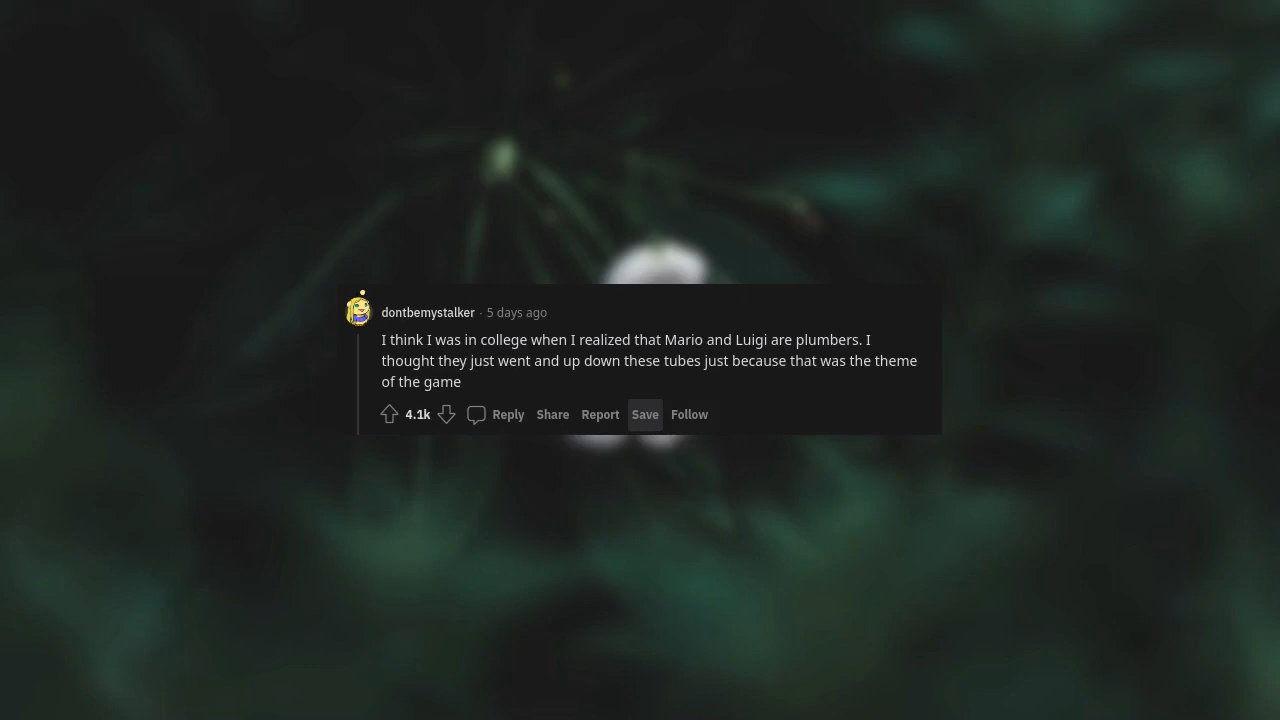 dontbemystalker · 5 days ago
I think I was in college when I realized that Mario and Luigi are plumbers. I
thought they just went and up down these tubes just because that was the theme
of the game
4.1k Reply Share Report Save Follow